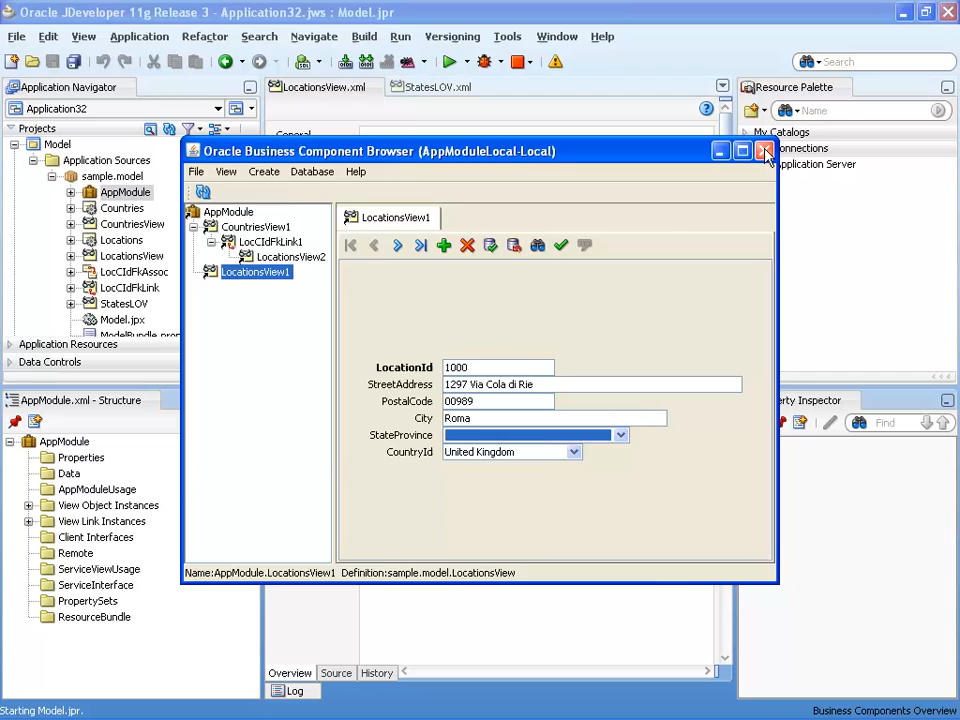 Oracle JDeveloper 11g Release 3 - Application32.jws : Model.jpr
File Edit View Application Refactor Search Navigate Build Run Versioning Tools Window Help
Search
Application Navigator
LocationsView.xml
StatesLOV.xml
Resource Palette
Application32
Name
Projects
My Catalogs
Model
General
Application Sources
sample.model
AppModule
Countries
CountriesView
Locations
LocationsView
LocCIdFkAssoc
LocCIdFkLink
StatesLOV
Model.jpx
Application Resources
Data Controls
Oracle Business Component Browser (AppModuleLocal-Local)
File View Create Database Help
AppModule
CountriesView1
LocCIdFkLink1
LocationsView2
LocationsView1
LocationsView1
LocationId 1000
StreetAddress 1297 Via Cola di Rie
PostalCode 00989
City Roma
StateProvince
CountryId United Kingdom
Name:AppModule.LocationsView1 Definition:sample.model.LocationsView
pplication Server
AppModule.xml - Structure
AppModule
Properties
Data
AppModuleUsage
View Object Instances
View Link Instances
Client Interfaces
Remote
ServiceViewUsage
ServiceInterface
PropertySets
ResourceBundle
erty Inspector
Find
Overview Source History
Log
Starting Model.jpr.
Business Components Overview